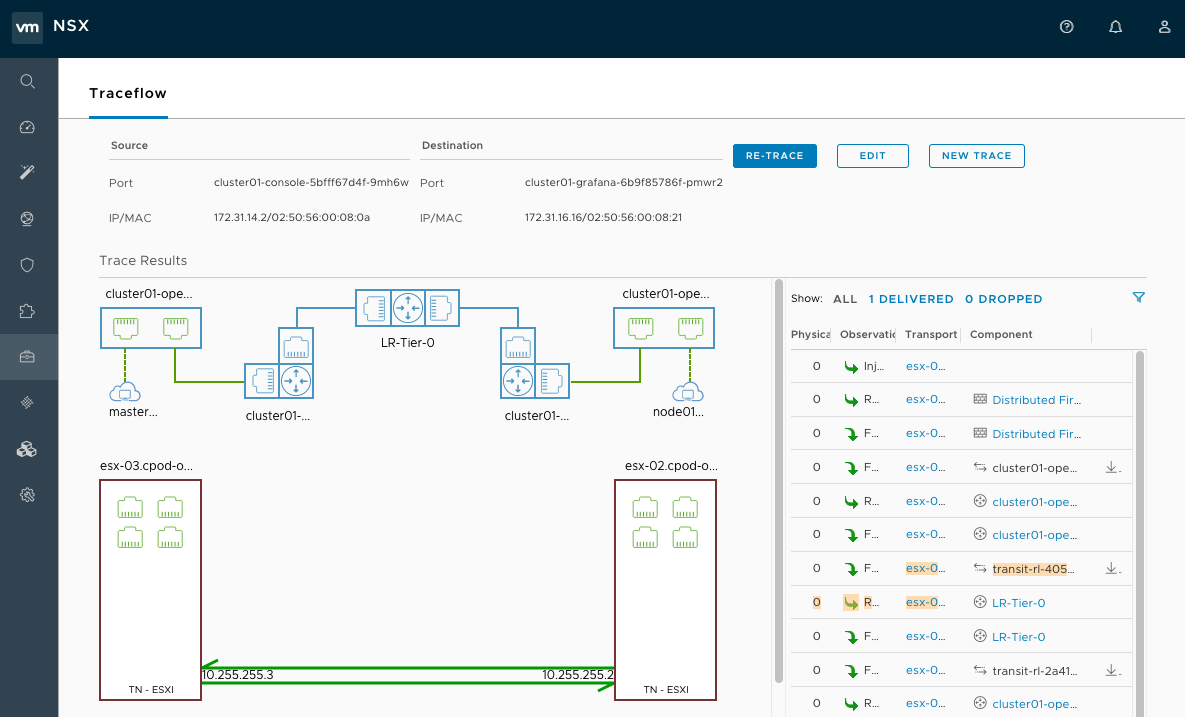 vm NSX
Traceflow
Source
Destination
RE-TRACE
EDIT
NEW TRACE
Port cluster01-console-5bfff67d4f-9mh6w
Port cluster01-grafana-6b9f85786f-pmwr2
IP/MAC 172.31.14.2/02:50:56:00:08:0a
IP/MAC 172.31.16.16/02:50:56:00:08:21
Trace Results
cluster01-ope...
cluster01-ope...
LR-Tier-0
master...
cluster01-...
cluster01-...
node01...
esx-03.cpod-o...
esx-02.cpod-o...
10.255.255.3
10.255.255.2
TN - ESXI
TN - ESXI
Show: ALL 1 DELIVERED 0 DROPPED
Physica Observatic Transport Component
0 Inj... esx-0...
0 R... esx-0... Distributed Fir...
0 F... esx-0... Distributed Fir...
0 F... esx-0... cluster01-ope...
0 R... esx-0... cluster01-ope...
0 F... esx-0... cluster01-ope...
0 F... esx-0... transit-rl-405...
0 R... esx-0... LR-Tier-0
0 F... esx-0... LR-Tier-0
0 F... esx-0... transit-rl-2a41...
0 R... esx-0... cluster01-ope...